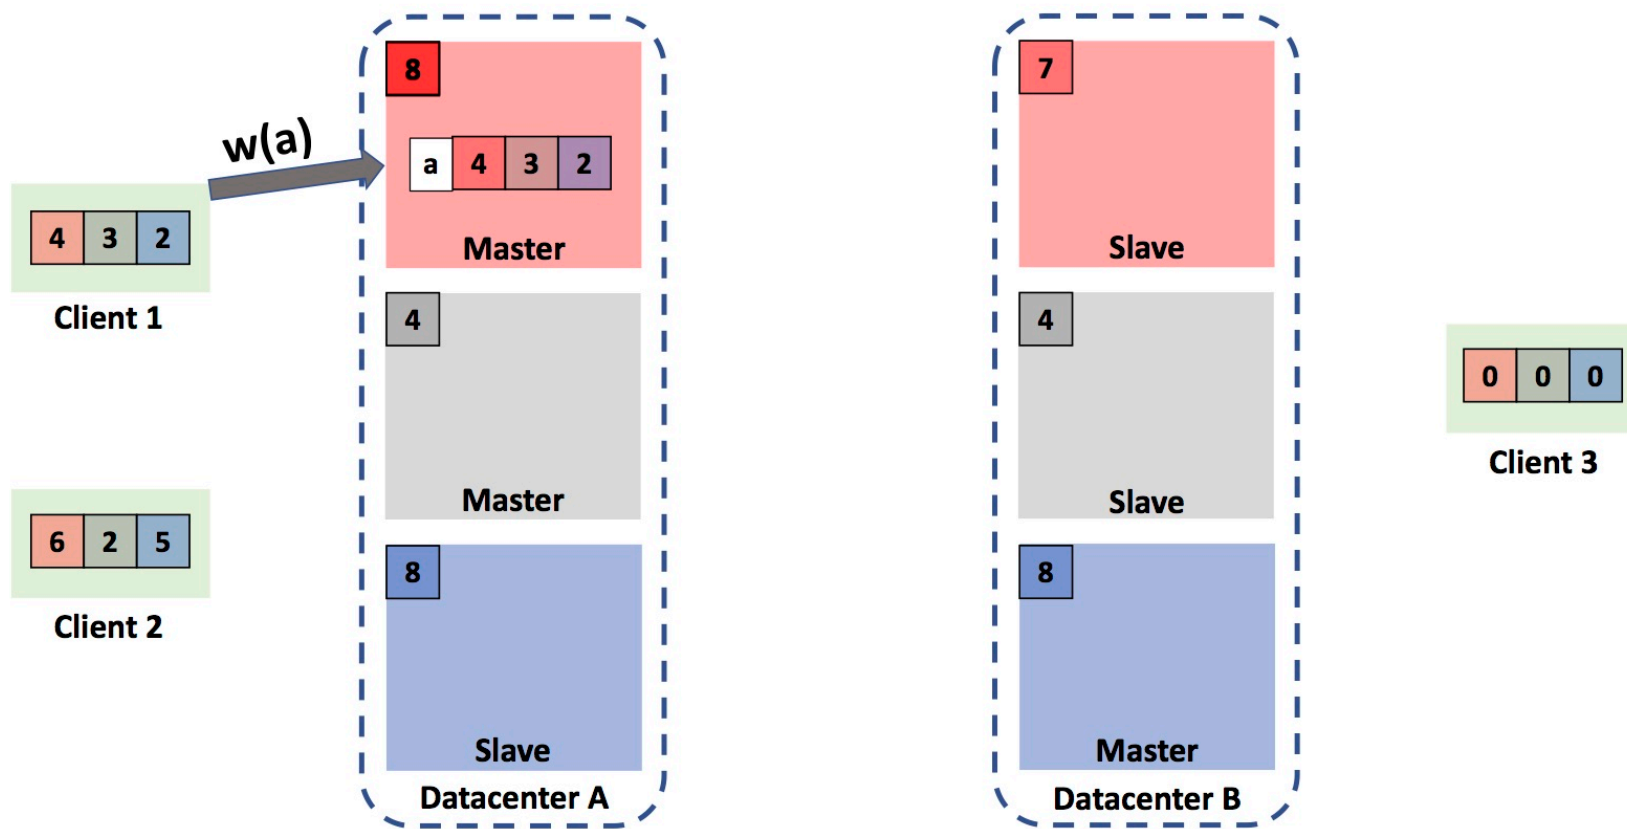 8
w(a)
a 4 3 2
Master
4 3 2
Client 1
4
Master
6 2 5
Client 2
8
Slave
Datacenter A
7
Slave
4
Slave
8
Master
Datacenter B
0 0 0
Client 3